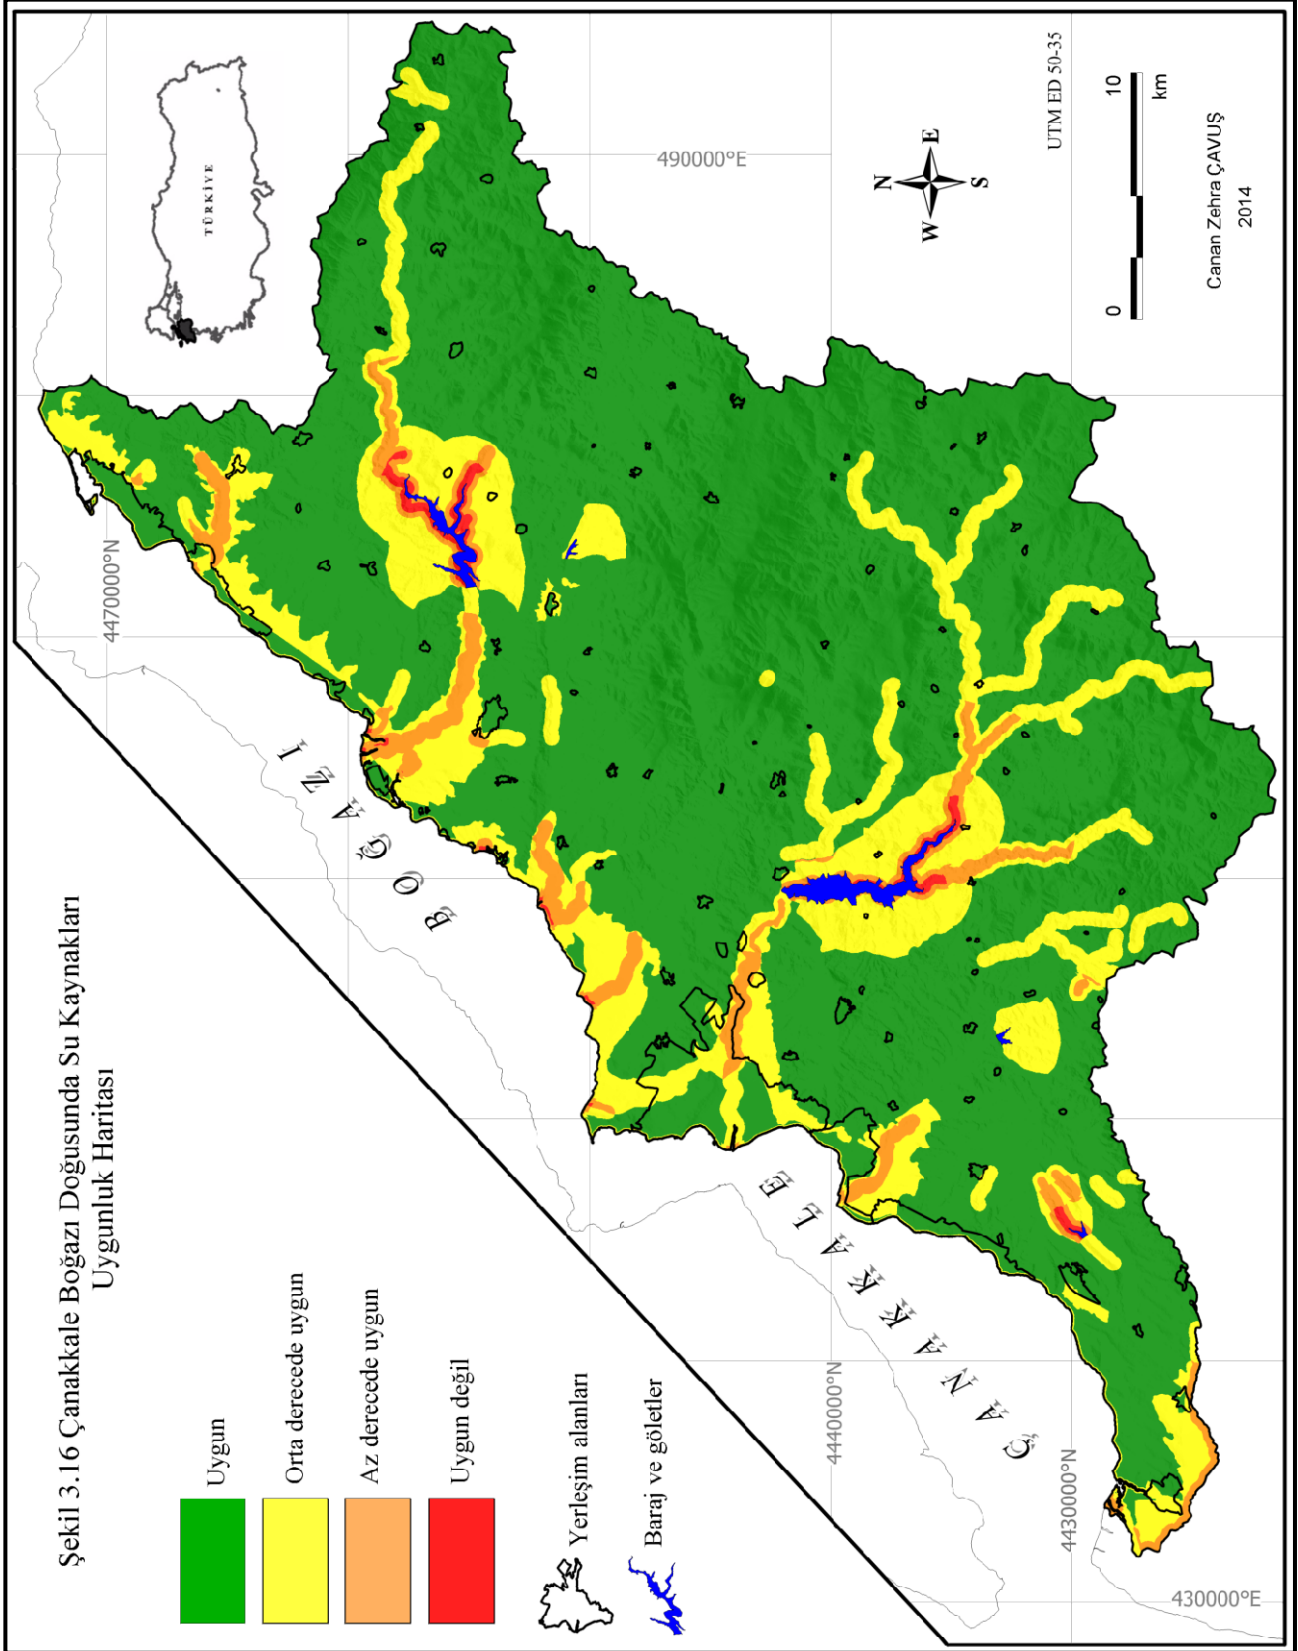 Şekil 3.16 Çanakkale Boğazı Doğusunda Su Kaynakları
Uygunluk Haritası
Uygun
Orta derecede uygun
Az derecede uygun
Uygun değil
Yerleşim alanları
Baraj ve göletler
TÜRKİYE
ÇANAKKALE
BOĞAZI
4470000°N
4440000°N
4430000°N
430000°E
490000°E
N
W
E
S
UTM ED 50-35
0
10
km
Canan Zehra ÇAVUŞ
2014